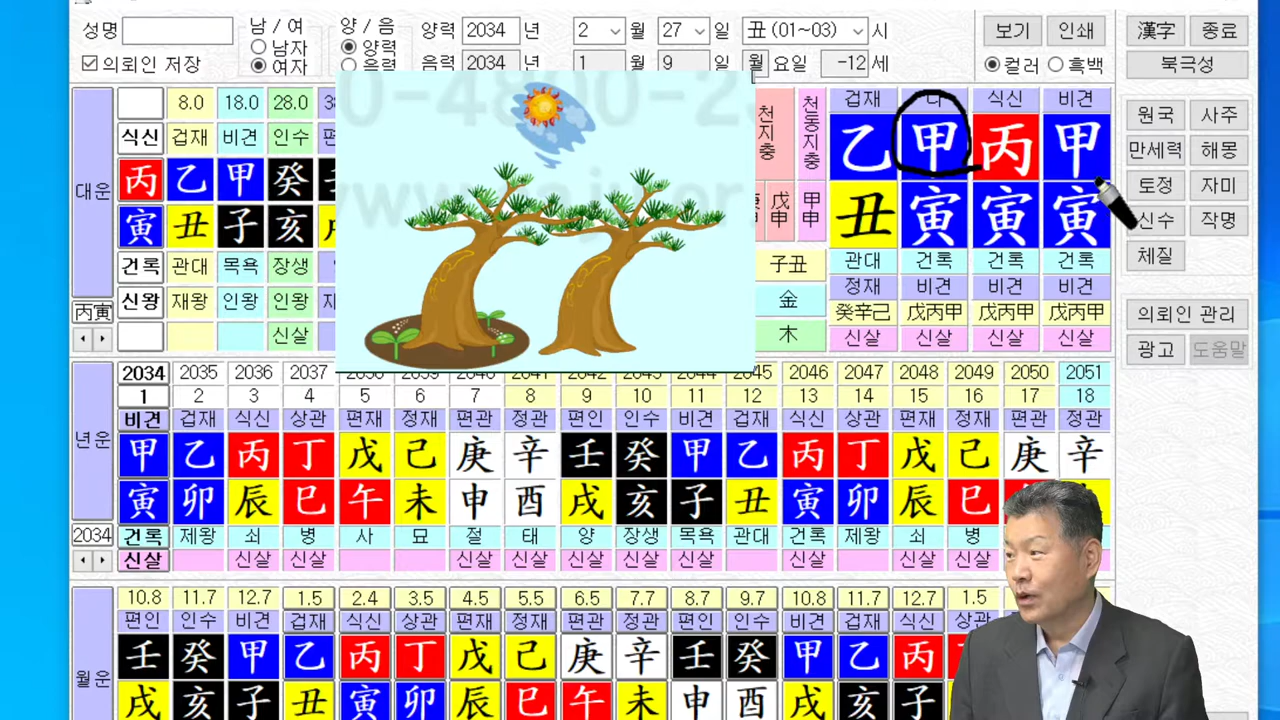 성명 남 / 여 양 / 음 양력 2034 년 2 월 27 일 丑 (01~03) 시 보기 인쇄 漢字 종료
남자 양력
의뢰인 저장 여자 음력 음력 2034 년 1 월 9 일 월 요일 -12 세 컬러 흑백 북극성
8.0 18.0 28.0 천지충 천동지충 겁재 나 식신 비견
식신 겁재 비견 인수 원국 사주
대운 丙 乙 甲 癸 乙 甲 丙 甲 만세력 해몽
戊申 甲申 토정 자미
寅 丑 子 亥 丑 寅 寅 寅 신수 작명
건록 관대 목욕 장생 子丑 관대 건록 건록 건록 체질
신왕 재왕 인왕 인왕 金 정재 비견 비견 비견
丙寅 癸辛己 戊丙甲 戊丙甲 戊丙甲 의뢰인 관리
신살 木 신살 신살 신살 신살 광고 도움말
2034 2035 2036 2037 2038 2039 2040 2041 2042 2043 2044 2045 2046 2047 2048 2049 2050 2051
1 2 3 4 5 6 7 8 9 10 11 12 13 14 15 16 17 18
비견 겁재 식신 상관 편재 정재 편관 정관 편인 인수 비견 겁재 식신 상관 편재 정재 편관 정관
년운 甲 乙 丙 丁 戊 己 庚 辛 壬 癸 甲 乙 丙 丁 戊 己 庚 辛
寅 卯 辰 巳 午 未 申 酉 戌 亥 子 丑 寅 卯 辰 巳
2034 건록 제왕 쇠 병 사 묘 절 태 양 장생 목욕 관대 건록 제왕 쇠 병
신살 신살 신살 신살 신살 신살 신살 신살 신살 신살 신살 신살
10.8 11.7 12.7 1.5 2.4 3.5 4.5 5.5 6.5 7.7 8.7 9.7 10.8 11.7 12.7 1.5
편인 인수 비견 겁재 식신 상관 편재 정재 편관 정관 편인 인수 비견 겁재 식신 상관
월운 壬 癸 甲 乙 丙 丁 戊 己 庚 辛 壬 癸 甲 乙 丙
戌 亥 子 丑 寅 卯 辰 巳 午 未 申 酉 戌 亥 子